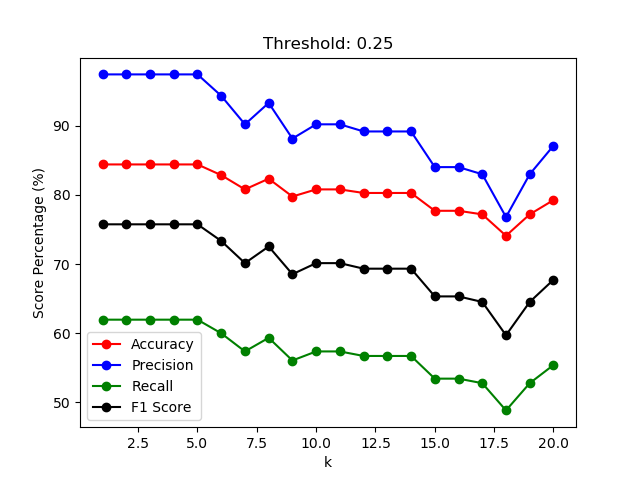 Threshold: 0.25
Score Percentage (%)
90
80
70
60
50
Accuracy
Precision
Recall
F1 Score
2.5 5.0 7.5 10.0 12.5 15.0 17.5 20.0
k